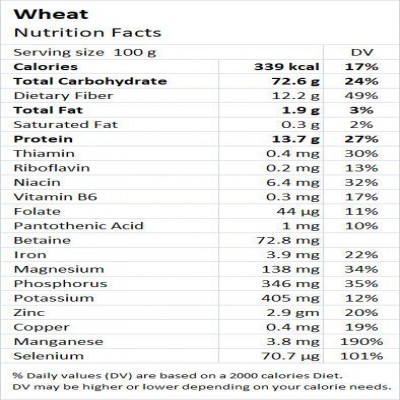 Wheat
Nutrition Facts
Serving size 100 g DV
Calories 339 kcal 17%
Total Carbohydrate 72.6 g 24%
Dietary Fiber 12.2 g 49%
Total Fat 1.9 g 3%
Saturated Fat 0.3 g 2%
Protein 13.7 g 27%
Thiamin 0.4 mg 30%
Riboflavin 0.2 mg 13%
Niacin 6.4 mg 32%
Vitamin B6 0.3 mg 17%
Folate 44 µg 11%
Pantothenic Acid 1 mg 10%
Betaine 72.8 mg
Iron 3.9 mg 22%
Magnesium 138 mg 34%
Phosphorus 346 mg 35%
Potassium 405 mg 12%
Zinc 2.9 gm 20%
Copper 0.4 mg 19%
Manganese 3.8 mg 190%
Selenium 70.7 µg 101%
% Daily values (DV) are based on a 2000 calories Diet.
DV may be higher or lower depending on your calorie needs.